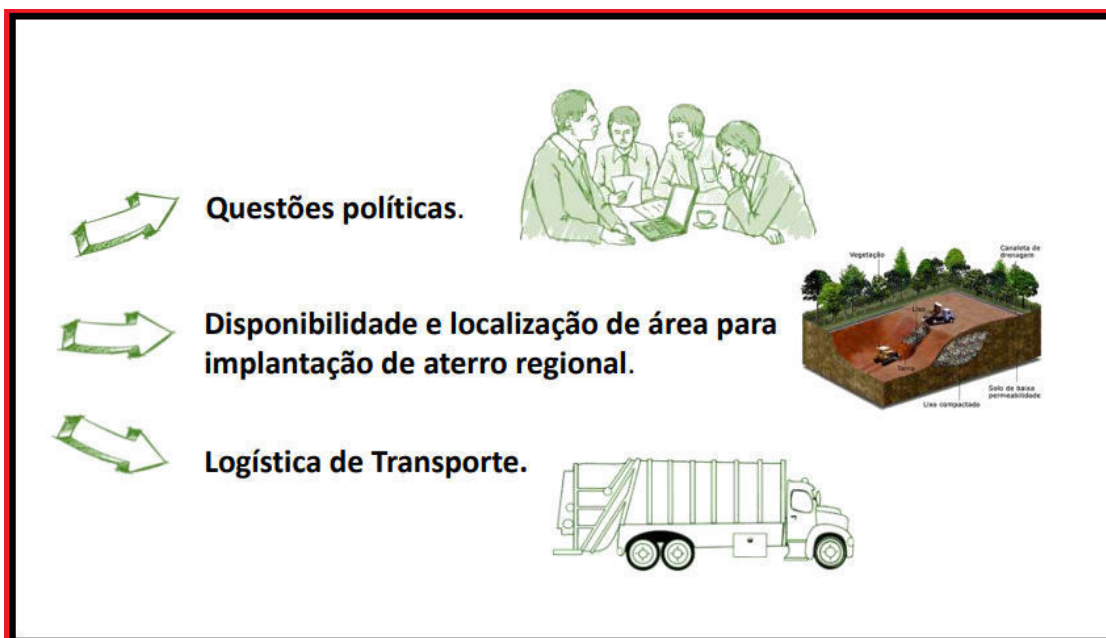 Questões políticas.
Vegetação
Canaleta de
drenagem
Lixo
Disponibilidade e localização de área para
implantação de aterro regional.
Terra
Solo de baixa
permeabilidade
Lixo compactado
Logística de Transporte.